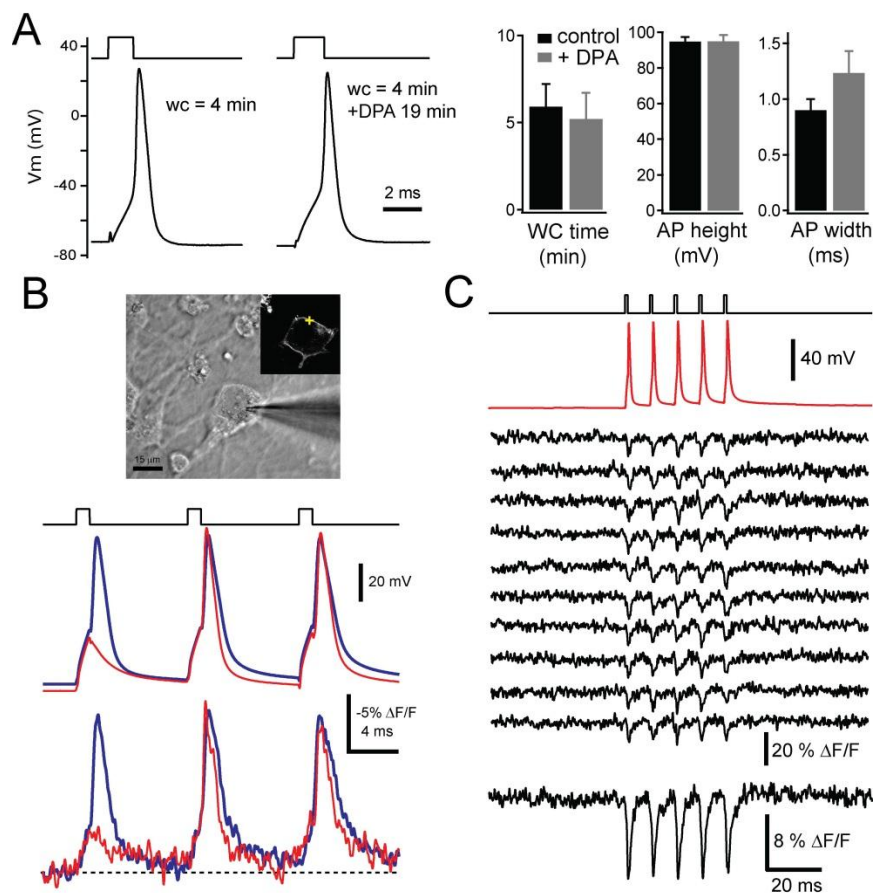 A
40
0
-40
-80
Vm (mV)
wc = 4 min
wc = 4 min
+DPA 19 min
2 ms
10
5
0
WC time
(min)
control
+ DPA
100
80
60
40
20
0
AP height
(mV)
1.5
1.0
0.5
0.0
AP width
(ms)
B
15 µm
20 mV
-5% ΔF/F
4 ms
C
40 mV
20 % ΔF/F
8 % ΔF/F
20 ms